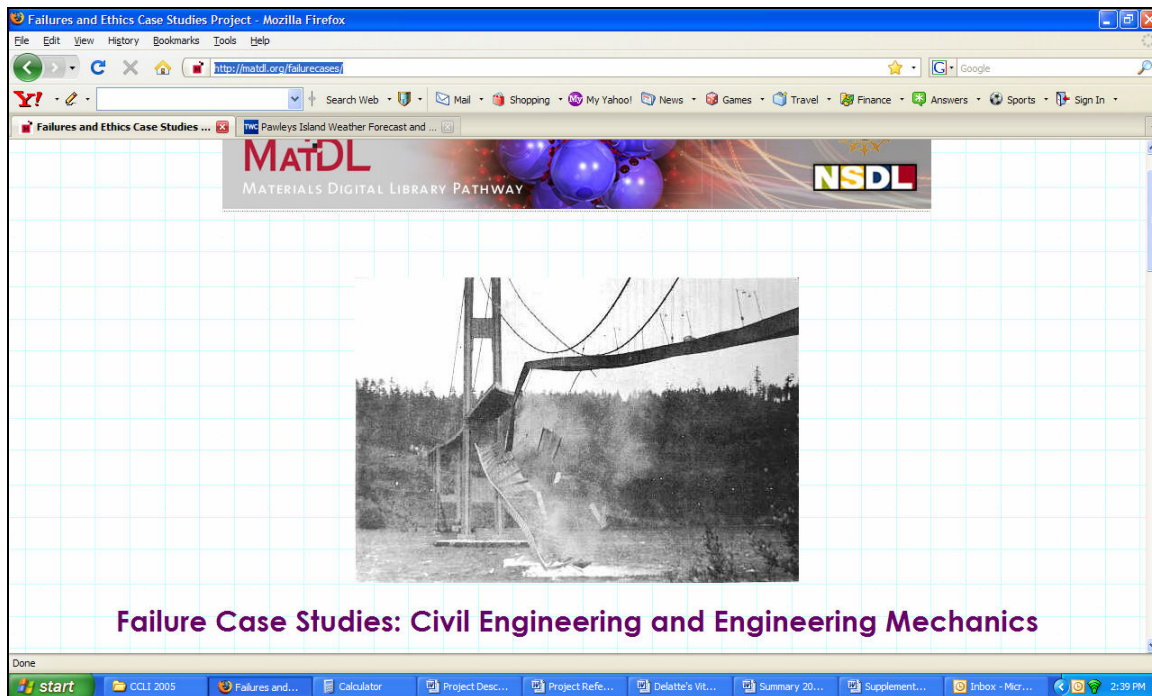 Failures and Ethics Case Studies Project - Mozilla Firefox
File Edit View History Bookmarks Tools Help
http://matdl.org/failurecases/
G Google
Y! Search Web Mail Shopping My My Yahoo! News Games Travel Finance Answers Sports Sign In
Failures and Ethics Case Studies ... TWC Pawleys Island Weather Forecast and ...
MATDL
MATERIALS DIGITAL LIBRARY PATHWAY
NSDL
Failure Case Studies: Civil Engineering and Engineering Mechanics
Done
start CCLI 2005 Failures and... Calculator Project Desc... Project Refe... Delatte's Vit... Summary 20... Supplement... Inbox - Micr... 2:39 PM